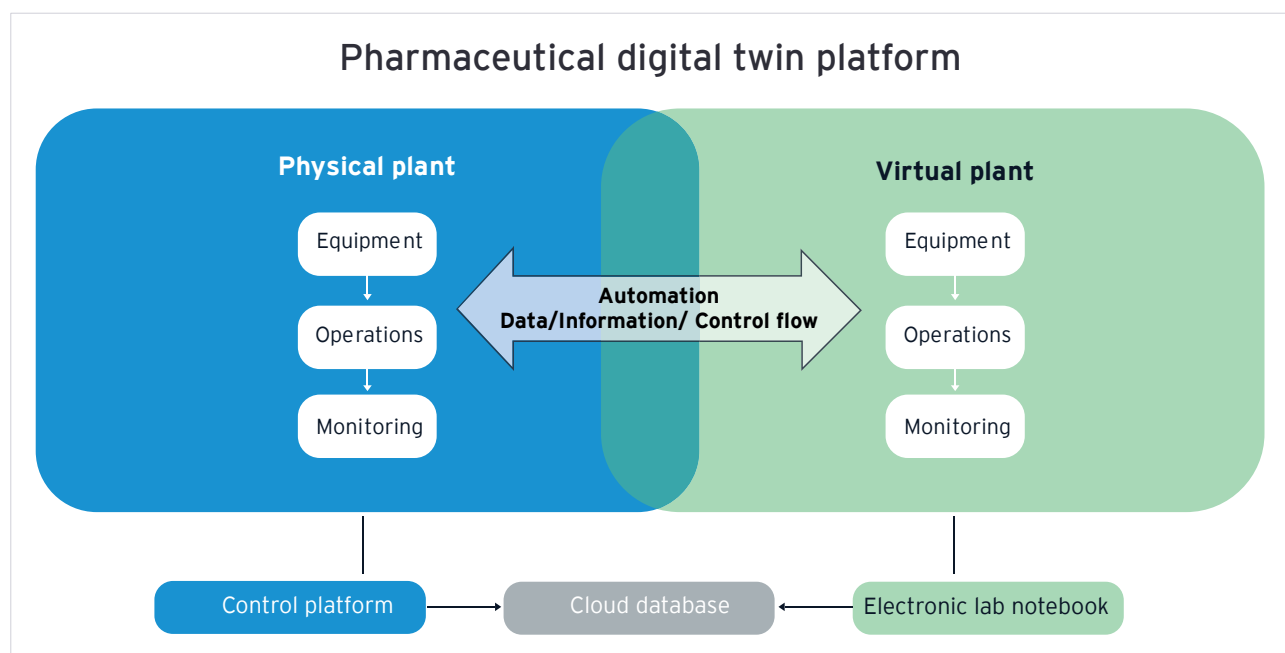 Pharmaceutical digital twin platform
Physical plant
Equipment
Operations
Monitoring
Automation
Data/Information/ Control flow
Virtual plant
Equipment
Operations
Monitoring
Control platform
Cloud database
Electronic lab notebook